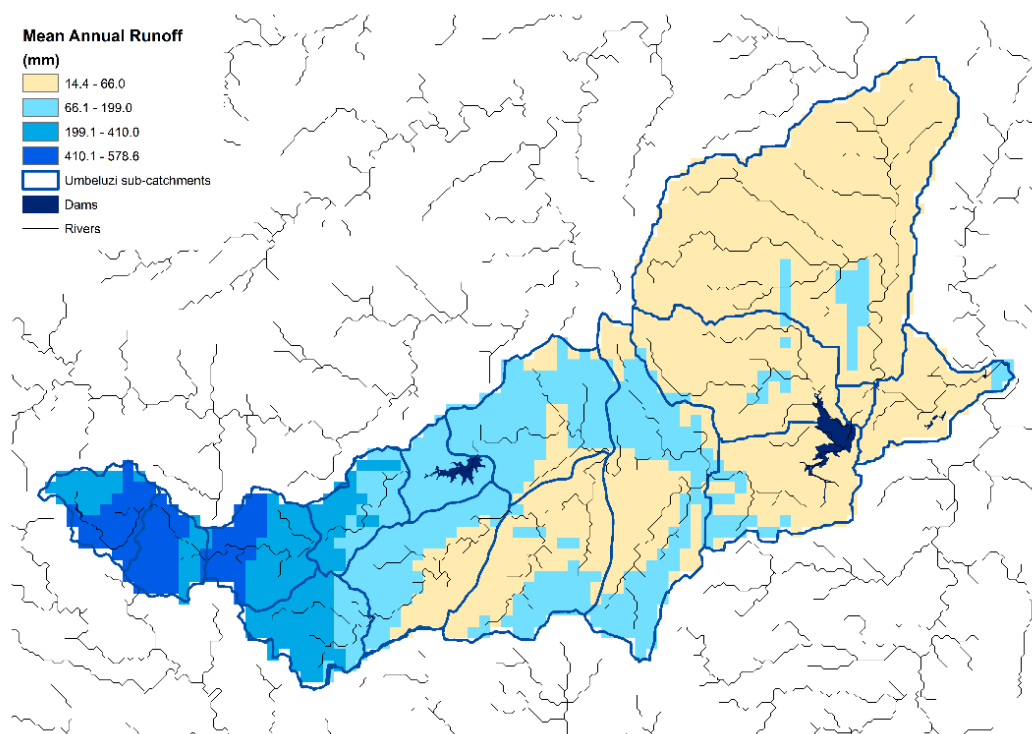 Mean Annual Runoff
(mm)
14.4 - 66.0
66.1 - 199.0
199.1 - 410.0
410.1 - 578.6
Umbeluzi sub-catchments
Dams
Rivers